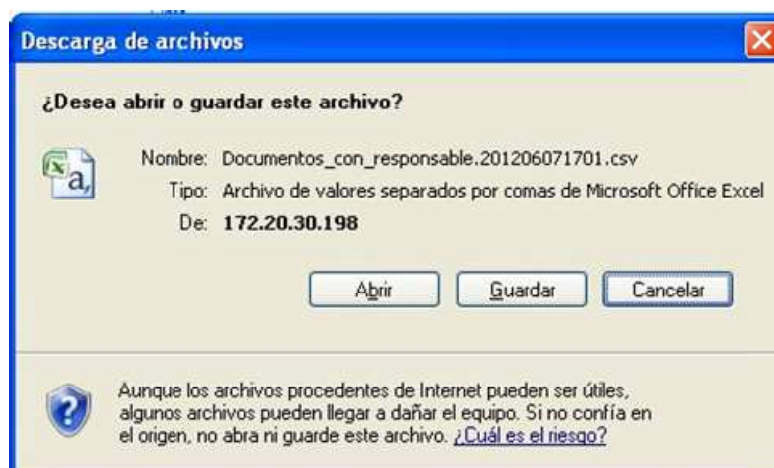 Descarga de archivos
¿Desea abrir o guardar este archivo?
Nombre: Documentos_con_responsable.201206071701.csv
Tipo: Archivo de valores separados por comas de Microsoft Office Excel
De: 172.20.30.198
Abrir Guardar Cancelar
Aunque los archivos procedentes de Internet pueden ser útiles,
algunos archivos pueden llegar a dañar el equipo. Si no confía en
el origen, no abra ni guarde este archivo. ¿Cuál es el riesgo?